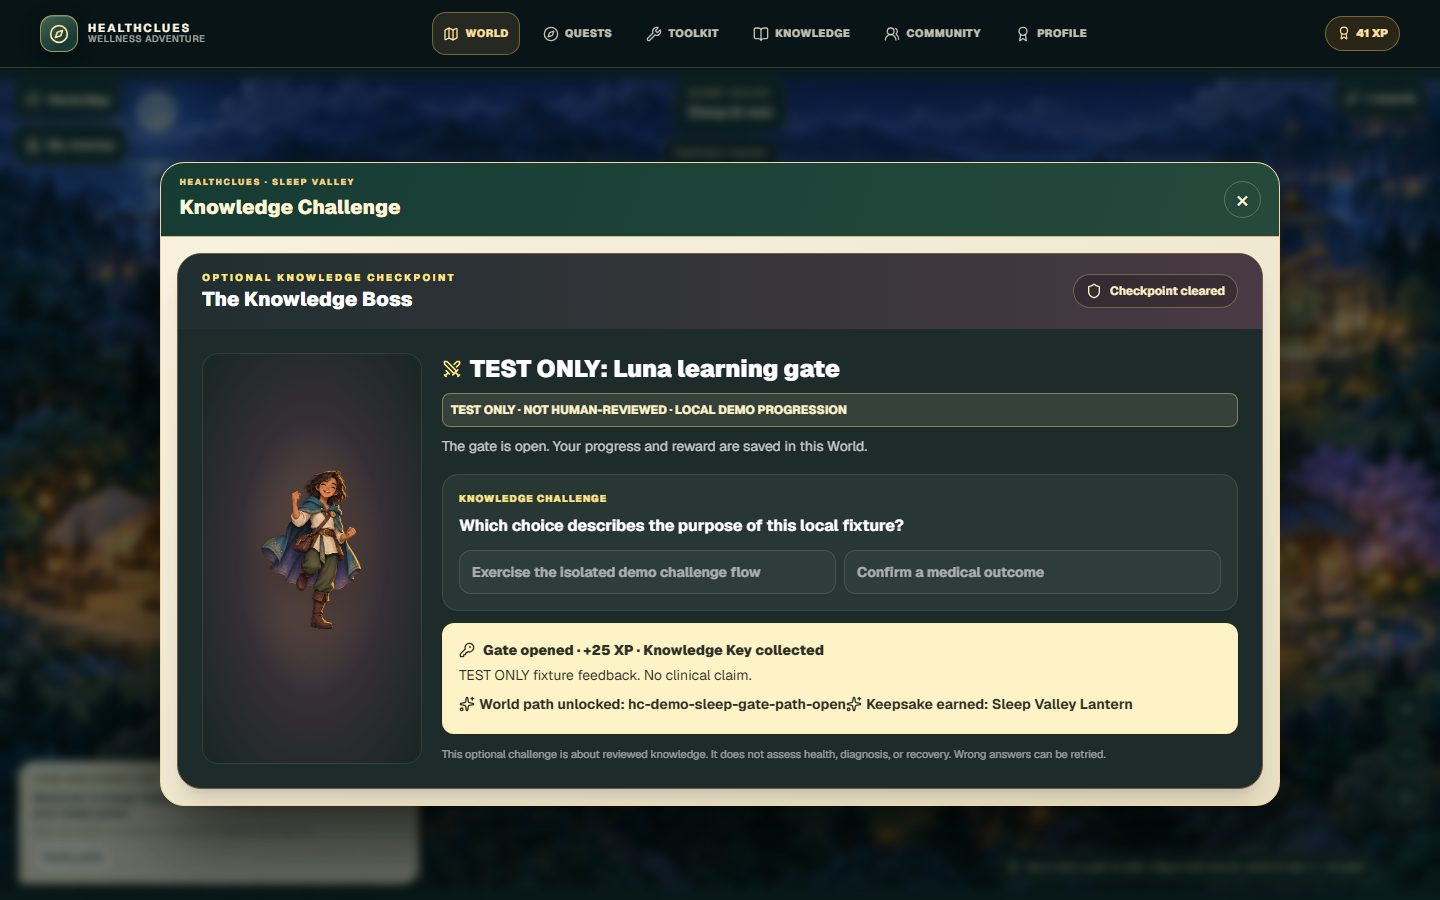 HEALTHCLUES
WELLNESS ADVENTURE
WORLD
QUESTS
TOOLKIT
KNOWLEDGE
COMMUNITY
PROFILE
41 XP
HEALTHCLUES · SLEEP VALLEY
Knowledge Challenge
OPTIONAL KNOWLEDGE CHECKPOINT
The Knowledge Boss
Checkpoint cleared
TEST ONLY: Luna learning gate
TEST ONLY · NOT HUMAN-REVIEWED · LOCAL DEMO PROGRESSION
The gate is open. Your progress and reward are saved in this World.
KNOWLEDGE CHALLENGE
Which choice describes the purpose of this local fixture?
Exercise the isolated demo challenge flow
Confirm a medical outcome
Gate opened · +25 XP · Knowledge Key collected
TEST ONLY fixture feedback. No clinical claim.
World path unlocked: hc-demo-sleep-gate-path-open Keepsake earned: Sleep Valley Lantern
This optional challenge is about reviewed knowledge. It does not assess health, diagnosis, or recovery. Wrong answers can be retried.